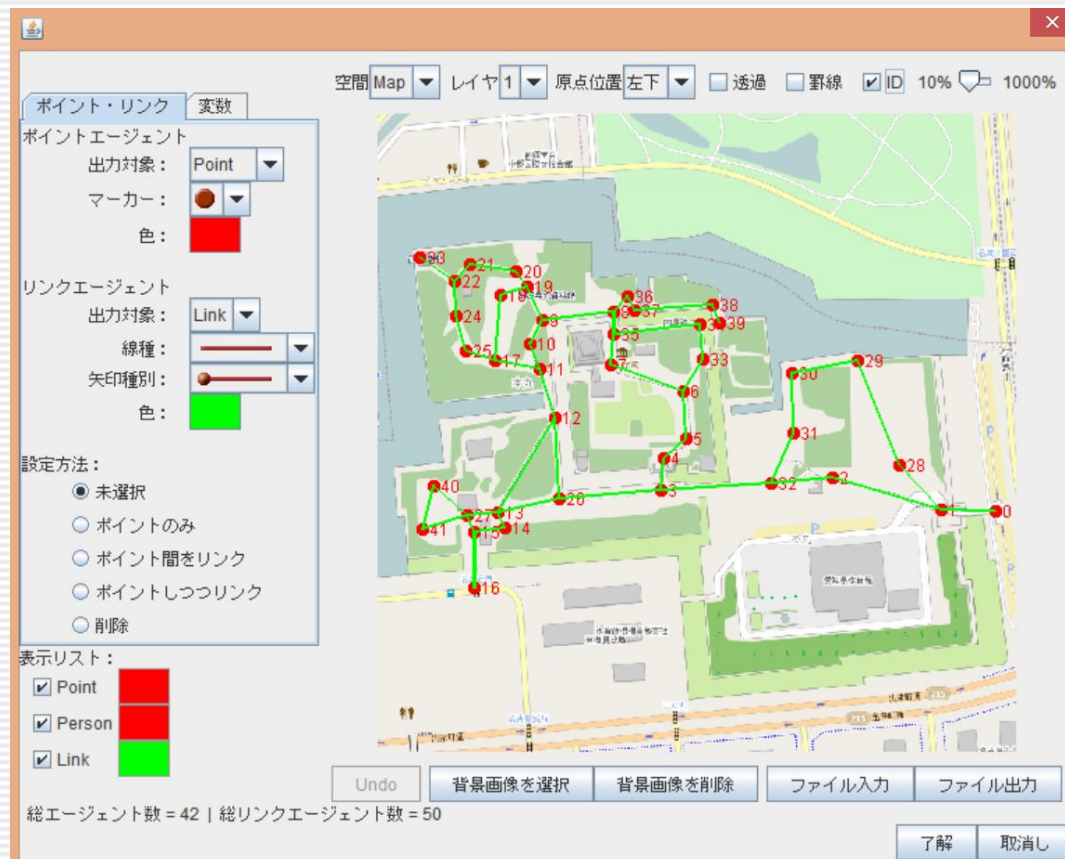 空間 Map レイヤ 1 原点位置 左下 透過 罫線 ID 10% 1000%
ポイント・リンク 変数
ポイントエージェント
出力対象： Point
マーカー：
色：
リンクエージェント
出力対象： Link
線種：
矢印種別：
色：
設定方法：
未選択
ポイントのみ
ポイント間をリンク
ポイントしつつリンク
削除
表示リスト：
Point
Person
Link
21
20
22
19
36
37
38
24
39
35
9
10
25
17
7
33
11
29
30
6
12
5
31
4
28
40
32
2
3
13
27
41
15
14
1
0
16
P
愛知県体育館
215
Undo 背景画像を選択 背景画像を削除 ファイル入力 ファイル出力
総エージェント数 = 42 | 総リンクエージェント数 = 50
了解 取消し